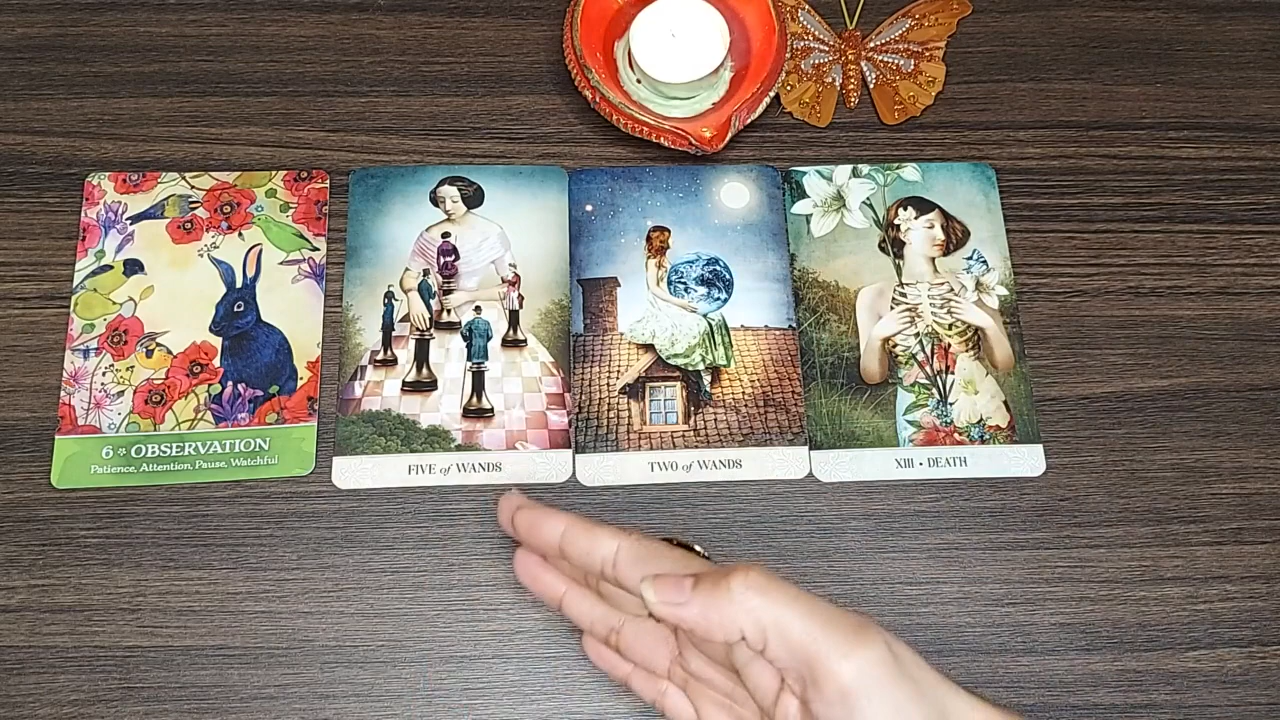 6 ✤ OBSERVATION
Patience, Attention, Pause, Watchful
FIVE of WANDS
TWO of WANDS
XIII • DEATH